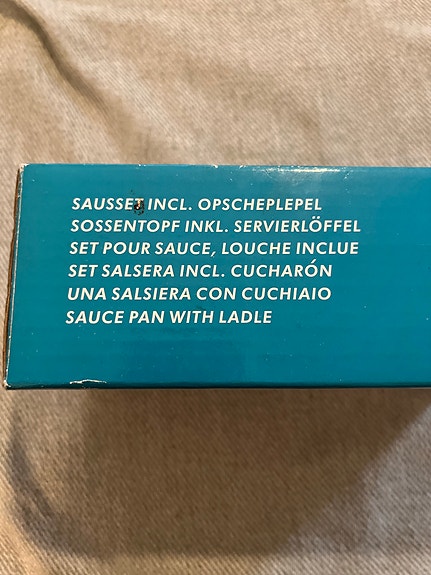 SAUSSET INCL. OPSCHEPLEPEL
SOSSENTOPF INKL. SERVIERLÖFFEL
SET POUR SAUCE, LOUCHE INCLUE
SET SALSERA INCL. CUCHARÓN
UNA SALSIERA CON CUCHIAIO
SAUCE PAN WITH LADLE